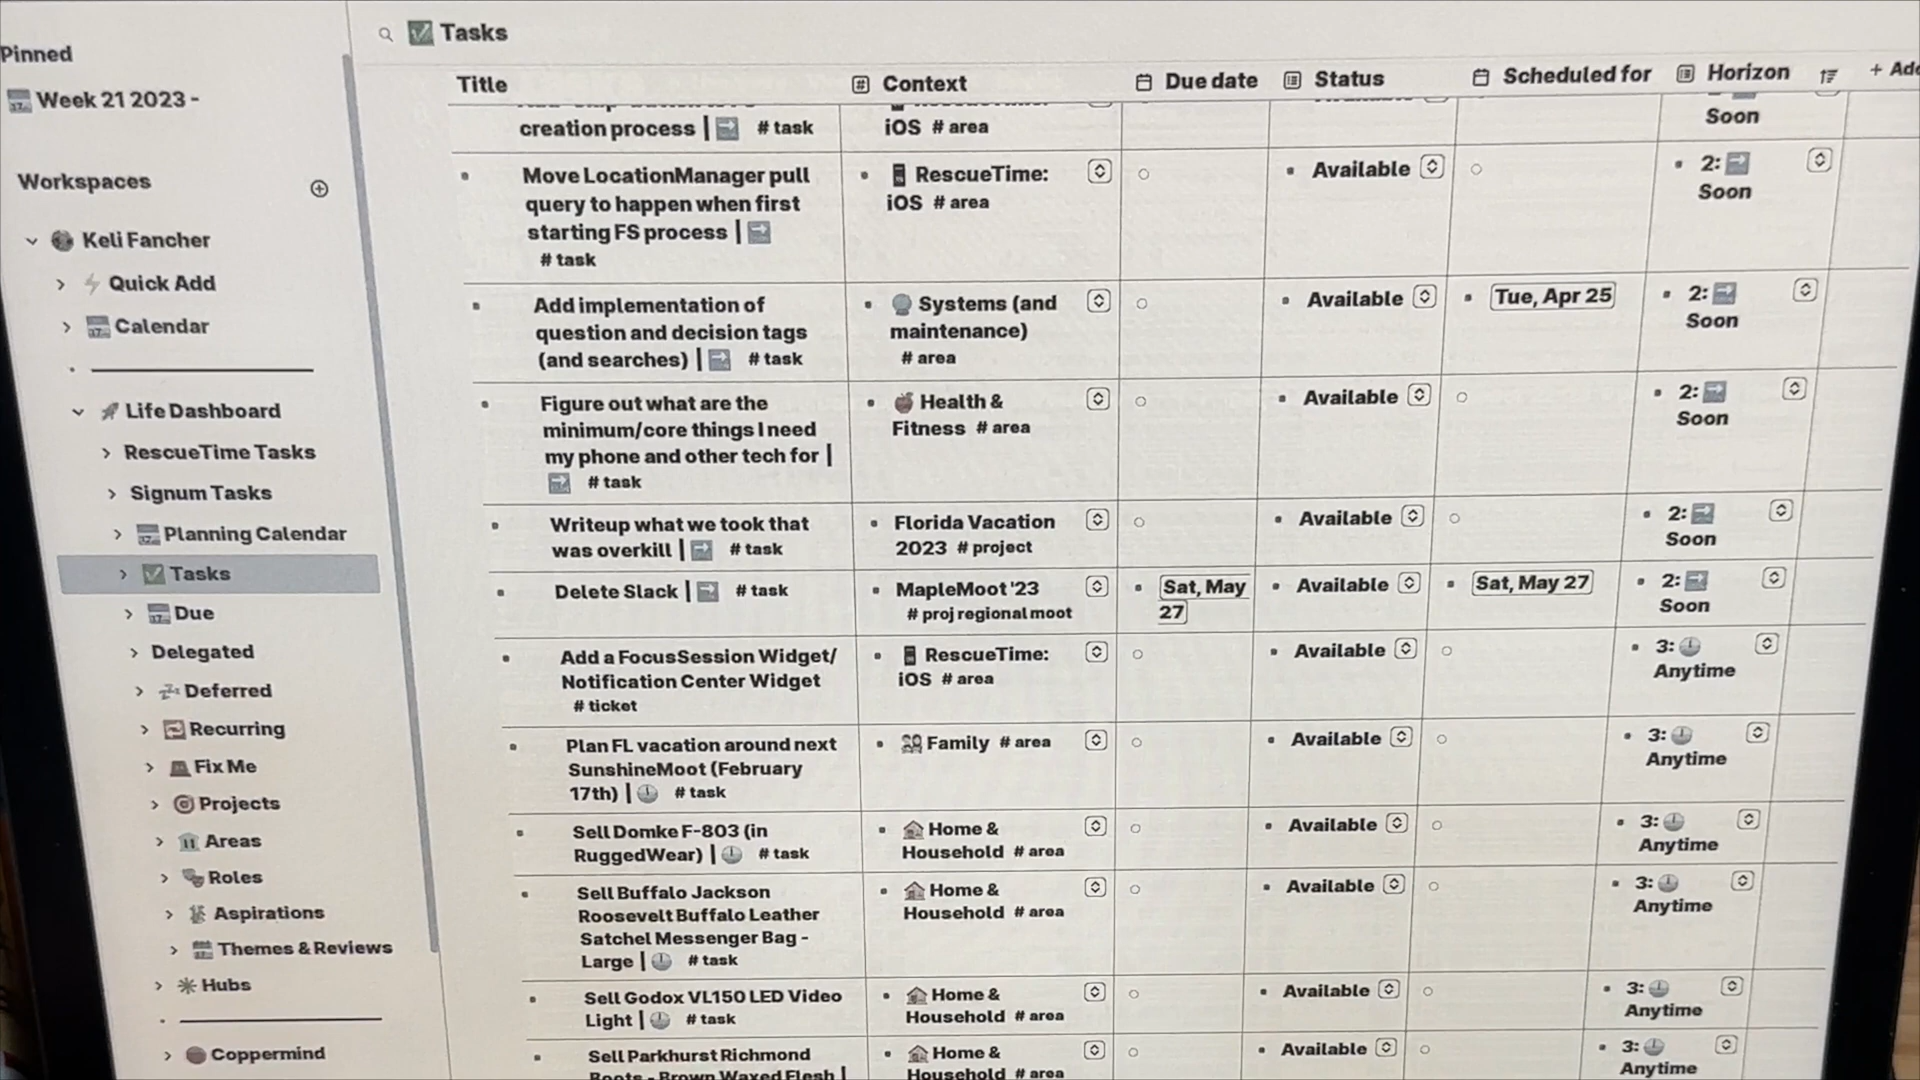 Pinned
Week 21 2023 -
Workspaces
Keli Fancher
Quick Add
Calendar
Life Dashboard
RescueTime Tasks
Signum Tasks
Planning Calendar
Tasks
Due
Delegated
Deferred
Recurring
Fix Me
Projects
Areas
Roles
Aspirations
Themes & Reviews
Hubs
Coppermind
Tasks
Title Context Due date Status Scheduled for Horizon + Add
creation process | # task
iOS # area
Soon
Move LocationManager pull
query to happen when first
starting FS process |
# task
RescueTime:
iOS # area
Available
2:
Soon
Add implementation of
question and decision tags
(and searches) | # task
Systems (and
maintenance)
# area
Available
Tue, Apr 25
2:
Soon
Figure out what are the
minimum/core things I need
my phone and other tech for |
# task
Health &
Fitness # area
Available
2:
Soon
Writeup what we took that
was overkill | # task
Florida Vacation
2023 # project
Available
2:
Soon
Delete Slack | # task
MapleMoot '23
# proj regional moot
Sat, May
27
Available
Sat, May 27
2:
Soon
Add a FocusSession Widget/
Notification Center Widget
# ticket
RescueTime:
iOS # area
Available
3:
Anytime
Plan FL vacation around next
SunshineMoot (February
17th) | # task
Family # area
Available
3:
Anytime
Sell Domke F-803 (in
RuggedWear) | # task
Home &
Household # area
Available
3:
Anytime
Sell Buffalo Jackson
Roosevelt Buffalo Leather
Satchel Messenger Bag -
Large | # task
Home &
Household # area
Available
3:
Anytime
Sell Godox VL150 LED Video
Light | # task
Home &
Household # area
Available
3:
Anytime
Sell Parkhurst Richmond
Boots - Brown Waxed Flesh |
Home &
Household # area
Available
3:
Anytime